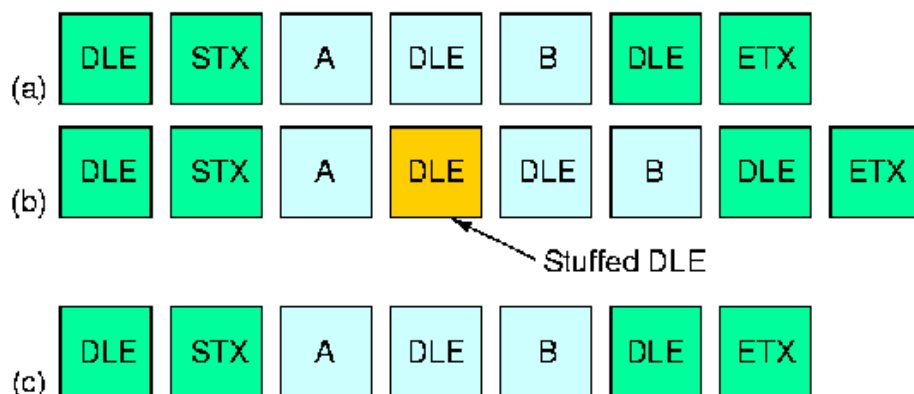 (a) DLE STX A DLE B DLE ETX
(b) DLE STX A DLE DLE B DLE ETX
Stuffed DLE
(c) DLE STX A DLE B DLE ETX